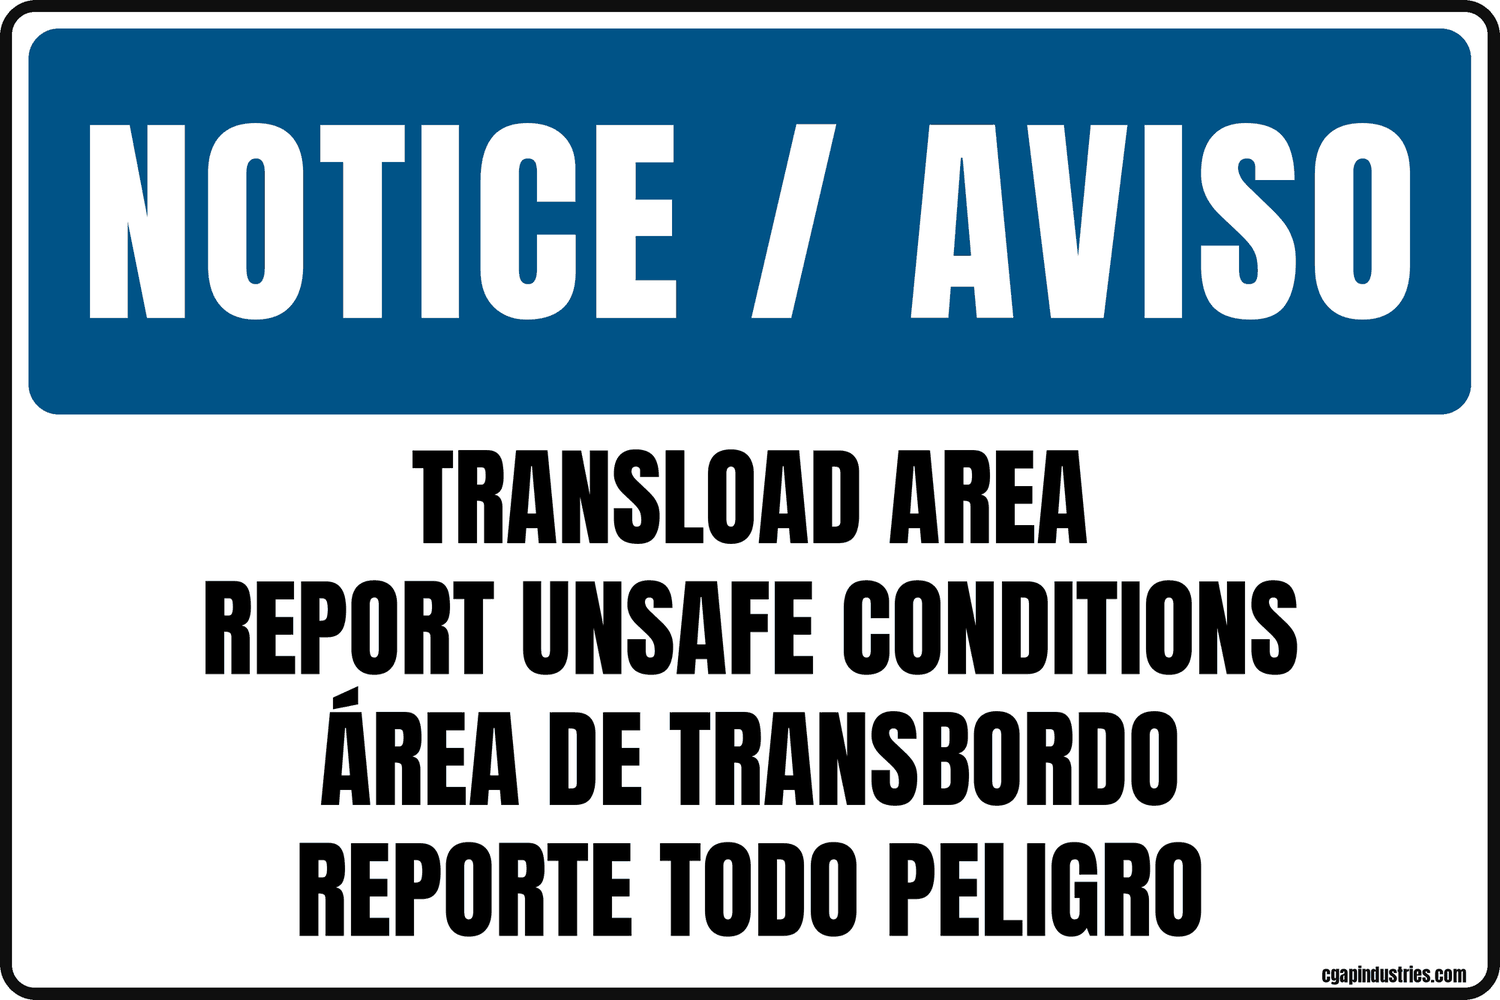 NOTICE / AVISO
TRANSLOAD AREA
REPORT UNSAFE CONDITIONS
ÁREA DE TRANSBORDO
REPORTE TODO PELIGRO
cgapindustries.com